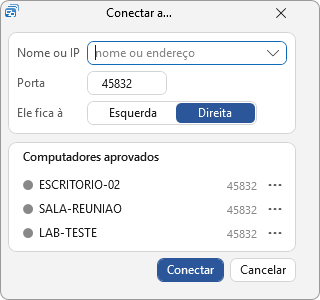 Conectar a...
Nome ou IP nome ou endereço
Porta 45832
Ele fica à Esquerda Direita
Computadores aprovados
ESCRITORIO-02 45832 ...
SALA-REUNIAO 45832 ...
LAB-TESTE 45832 ...
Conectar Cancelar